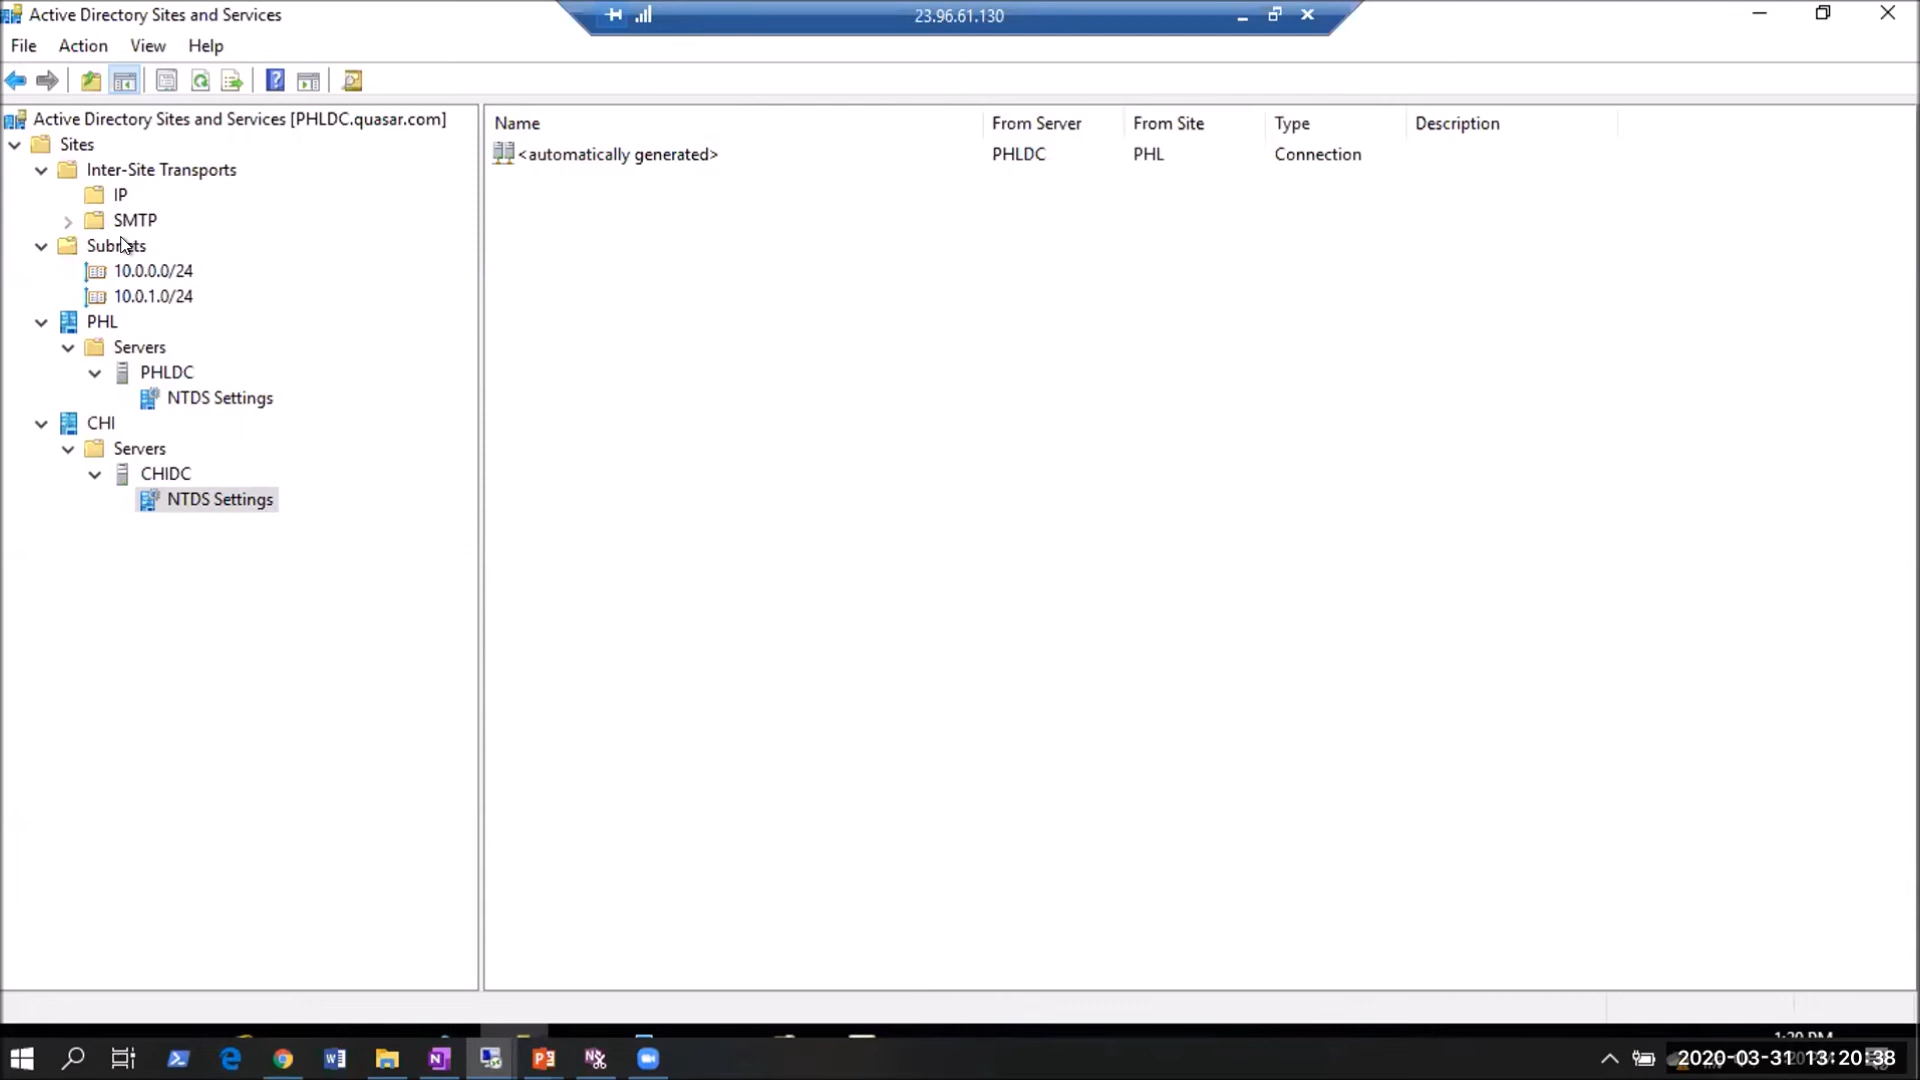 Active Directory Sites and Services
23.96.61.130
File Action View Help
Active Directory Sites and Services [PHLDC.quasar.com]
Sites
Inter-Site Transports
IP
SMTP
Subnets
10.0.0.0/24
10.0.1.0/24
PHL
Servers
PHLDC
NTDS Settings
CHI
Servers
CHIDC
NTDS Settings
Name From Server From Site Type Description
<automatically generated> PHLDC PHL Connection
2020-03-31 13:20:38